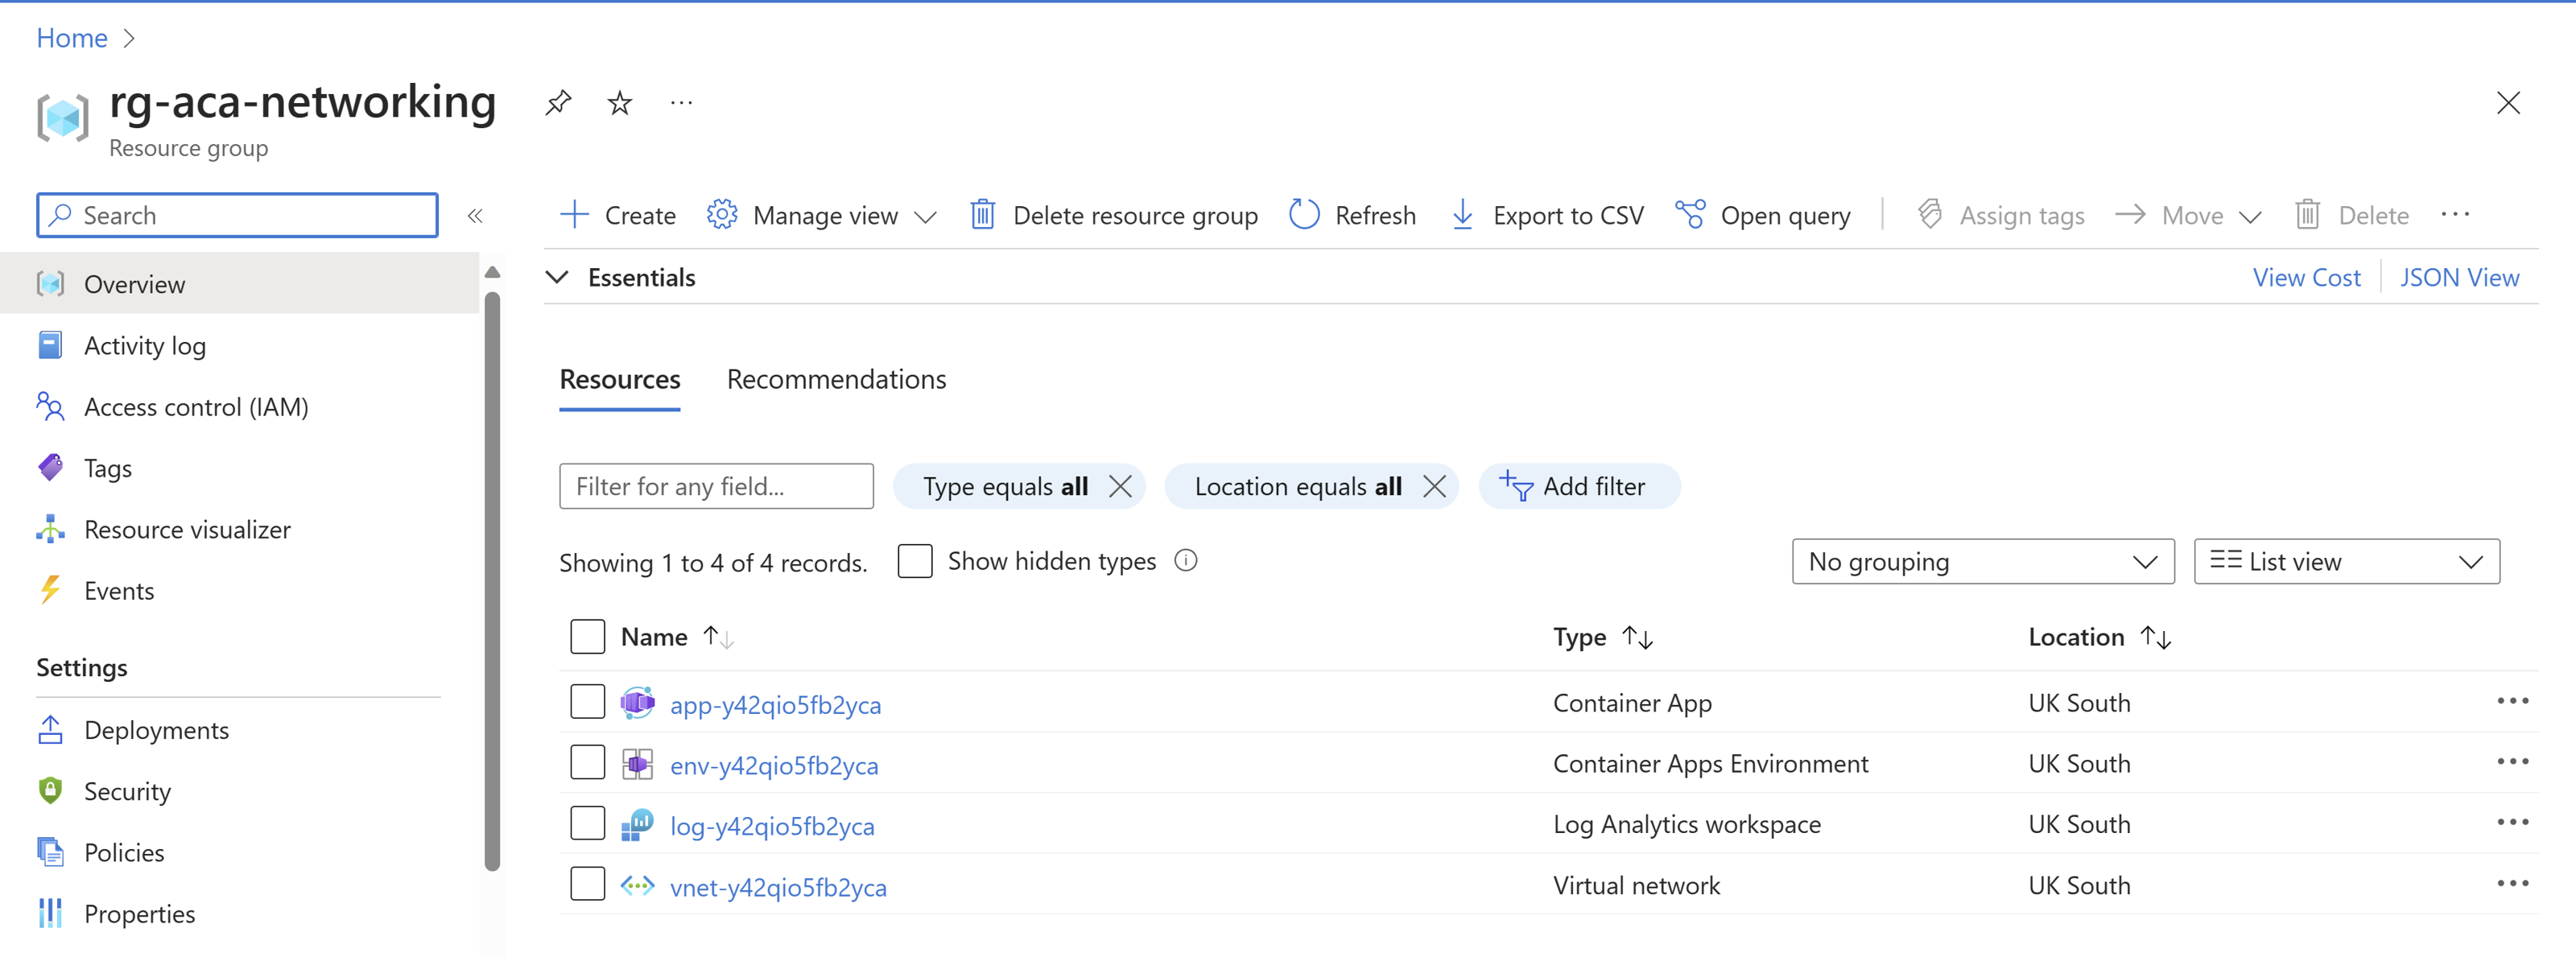 Home
rg-aca-networking
Resource group
Search
Create Manage view Delete resource group Refresh Export to CSV Open query Assign tags Move Delete
Essentials View Cost JSON View
Overview
Activity log
Access control (IAM)
Tags
Resource visualizer
Events
Settings
Deployments
Security
Policies
Properties
Resources Recommendations
Filter for any field... Type equals all Location equals all Add filter
Showing 1 to 4 of 4 records. Show hidden types No grouping List view
Name Type Location
app-y42qio5fb2yca Container App UK South
env-y42qio5fb2yca Container Apps Environment UK South
log-y42qio5fb2yca Log Analytics workspace UK South
vnet-y42qio5fb2yca Virtual network UK South